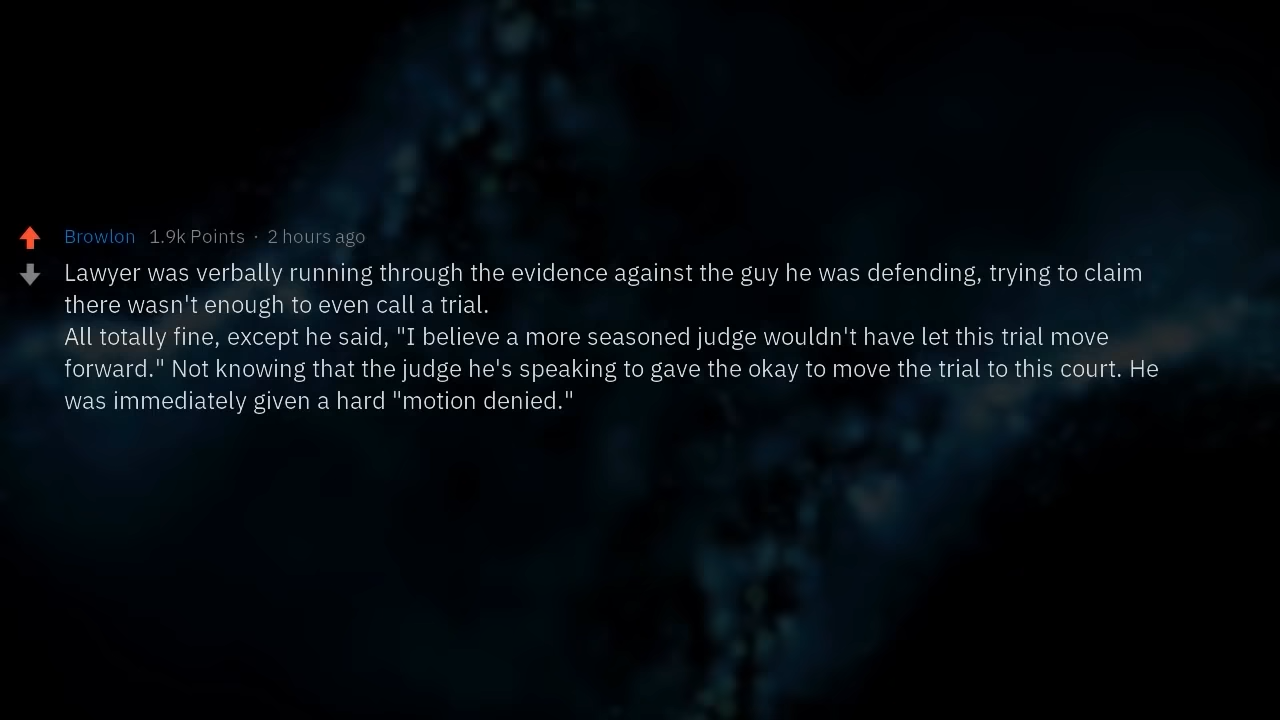 Browlon 1.9k Points · 2 hours ago
Lawyer was verbally running through the evidence against the guy he was defending, trying to claim
there wasn't enough to even call a trial.
All totally fine, except he said, "I believe a more seasoned judge wouldn't have let this trial move
forward." Not knowing that the judge he's speaking to gave the okay to move the trial to this court. He
was immediately given a hard "motion denied."